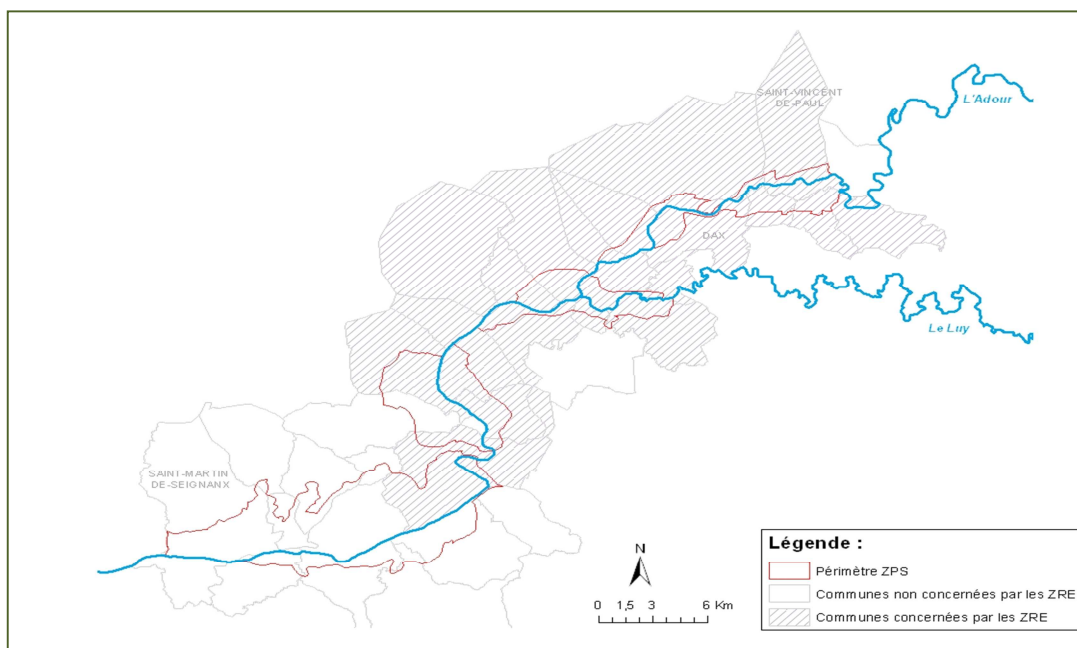 SAINT-VINCENT
DE-PAUL
L'Adour
DAX
Le Luy
SAINT-MARTIN
DE-SEIGNANX
Légende :
Périmètre ZPS
Communes non concernées par les ZRE
Communes concernées par les ZRE
N
0 1,5 3 6 Km